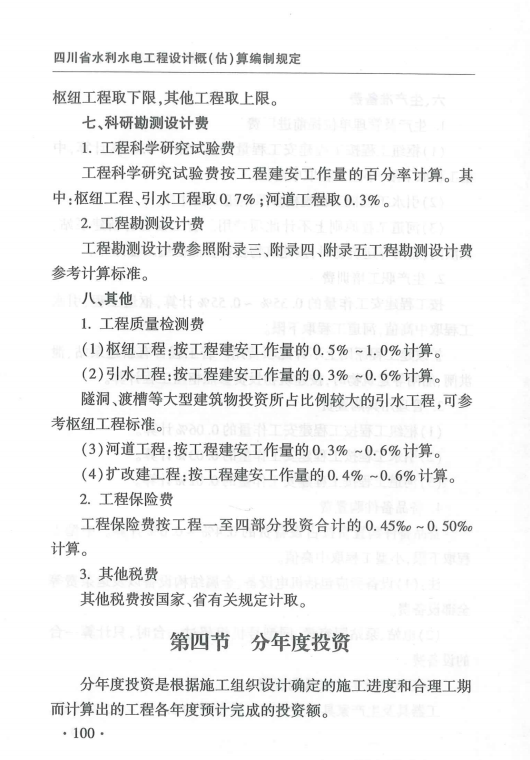 四川省水利水电工程设计概(估)算编制规定
枢纽工程取下限,其他工程取上限。
七、科研勘测设计费
1. 工程科学研究试验费
工程科学研究试验费按工程建安工作量的百分率计算。其
中:枢纽工程、引水工程取0.7%;河道工程取0.3%。
2. 工程勘测设计费
工程勘测设计费参照附录三、附录四、附录五工程勘测设计费
参考计算标准。
八、其他
1. 工程质量检测费
(1)枢纽工程:按工程建安工作量的0.5%~1.0%计算。
(2)引水工程:按工程建安工作量的0.3%~0.6%计算。
隧洞、渡槽等大型建筑物投资所占比例较大的引水工程,可参
考枢纽工程标准。
(3)河道工程:按工程建安工作量的0.3%~0.6%计算。
(4)扩改建工程:按工程建安工作量的0.4%~0.6%计算。
2. 工程保险费
工程保险费按工程一至四部分投资合计的0.45‰~0.50‰
计算。
3. 其他税费
其他税费按国家、省有关规定计取。
第四节 分年度投资
分年度投资是根据施工组织设计确定的施工进度和合理工期
而计算出的工程各年度预计完成的投资额。
·100·